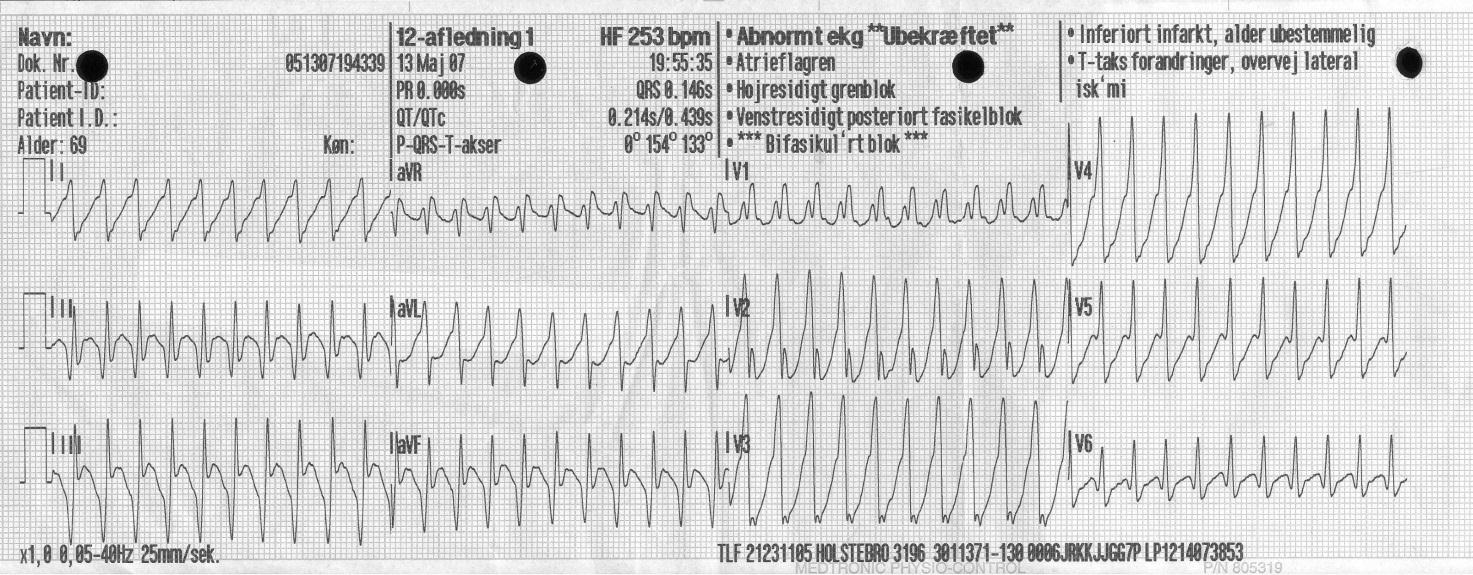 Navn:
Dok. Nr. 051307194339
Patient-ID:
Patient I.D.:
Alder: 69 Køn:
12-afledning 1 HF 253 bpm
13 Maj 07 19:55:35
PR 0.000s QRS 0.146s
QT/QTc 0.214s/0.439s
P-QRS-T-akser 0° 154° 133°
• Abnormt ekg **Ubekræftet**
• Atrieflagren
• Hojresidigt grenblok
• Venstresidigt posteriort fasikelblok
• *** Bifasikul'rt blok ***
• Inferiort infarkt, alder ubestemmelig
• T-taks forandringer, overvej lateral
isk'mi
I
aVR
V1
V4
II
aVL
V2
V5
III
aVF
V3
V6
x1,0 0,05-40Hz 25mm/sek.
TLF 21231105 HOLSTEBRO 3196 3011371-130 0006JRKKJJGG7P LP1214073853
MEDTRONIC PHYSIO-CONTROL P/N 805319